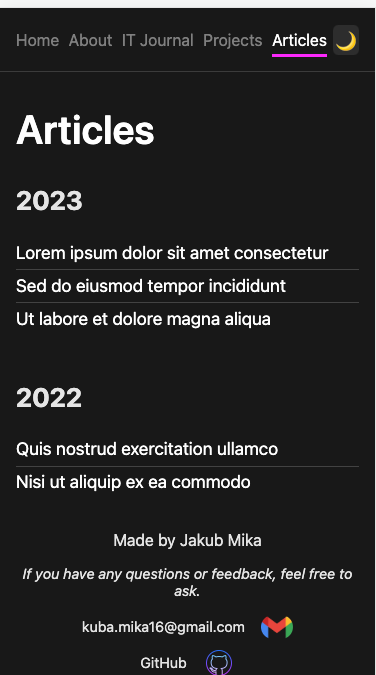 Home About IT Journal Projects Articles
Articles
2023
Lorem ipsum dolor sit amet consectetur
Sed do eiusmod tempor incididunt
Ut labore et dolore magna aliqua
2022
Quis nostrud exercitation ullamco
Nisi ut aliquip ex ea commodo
Made by Jakub Mika
If you have any questions or feedback, feel free to
ask.
kuba.mika16@gmail.com
GitHub